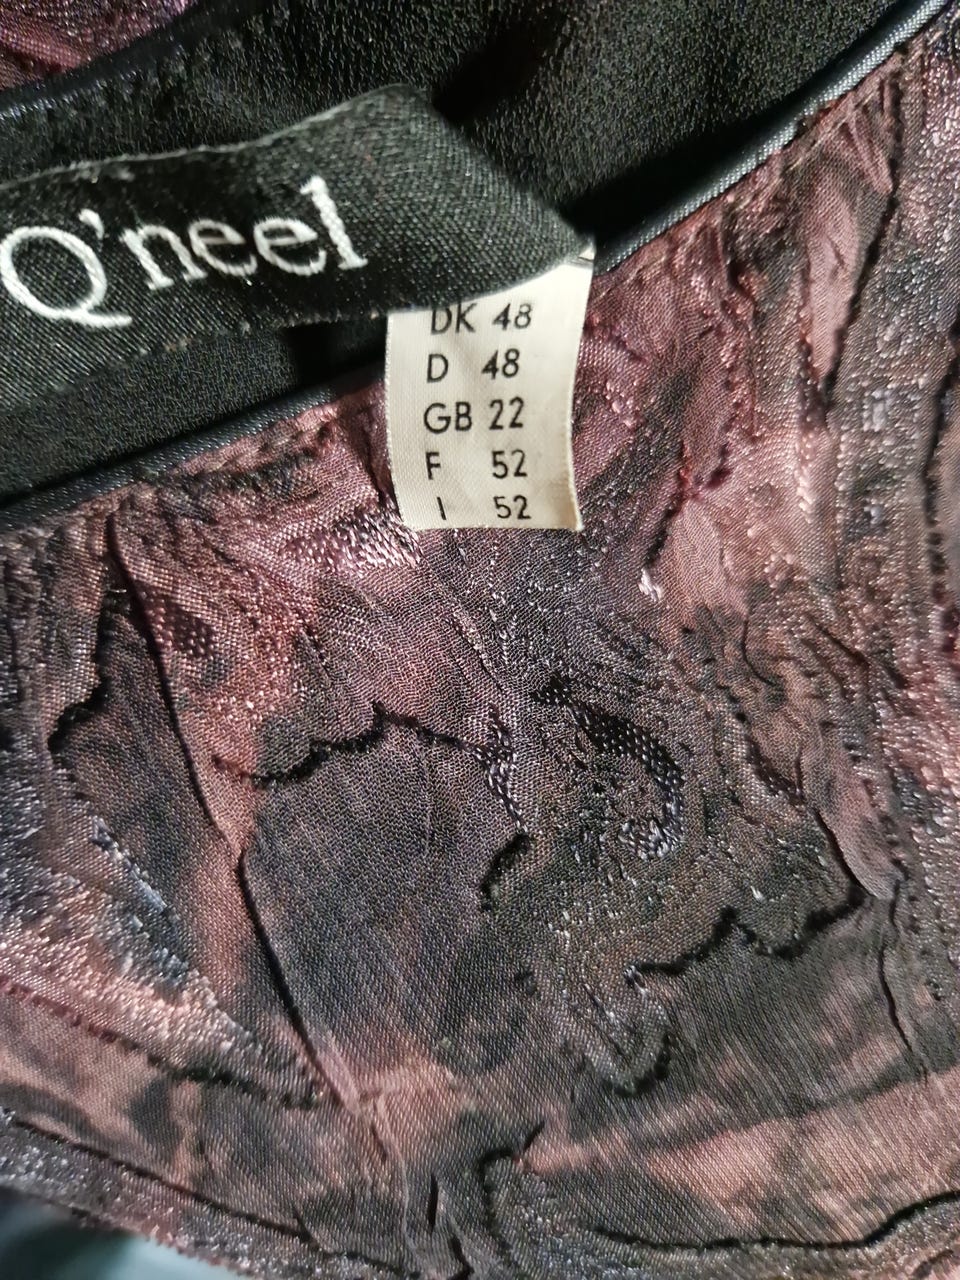 Q'neel
DK 48
D 48
GB 22
F 52
I 52